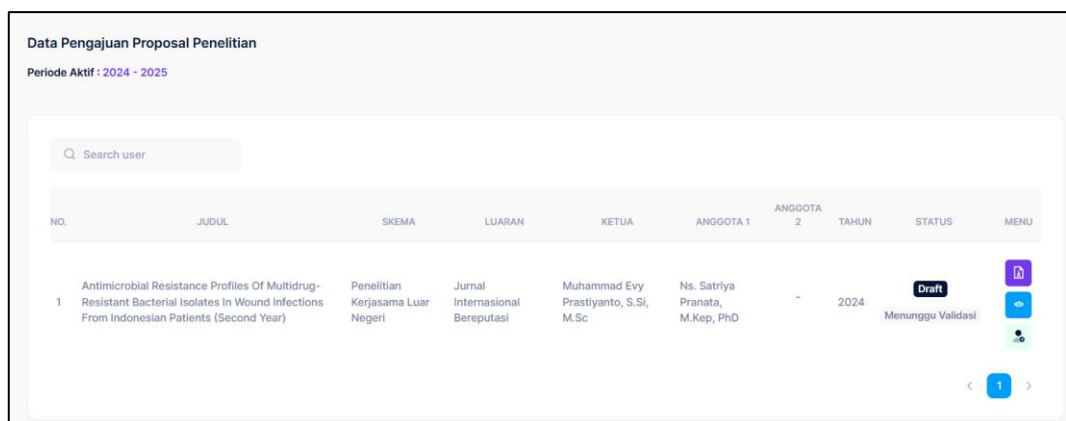 Data Pengajuan Proposal Penelitian
Periode Aktif : 2024 - 2025
Search user
NO. JUDUL SKEMA LUARAN KETUA ANGGOTA 1 ANGGOTA 2 TAHUN STATUS MENU
1
Antimicrobial Resistance Profiles Of Multidrug-
Resistant Bacterial Isolates In Wound Infections
From Indonesian Patients (Second Year)
Penelitian
Kerjasama Luar
Negeri
Jurnal
Internasional
Bereputasi
Muhammad Evy
Prastiyanto, S.Si,
M.Sc
Ns. Satriya
Pranata,
M.Kep, PhD
-
2024
Draft
Menunggu Validasi
< 1 >